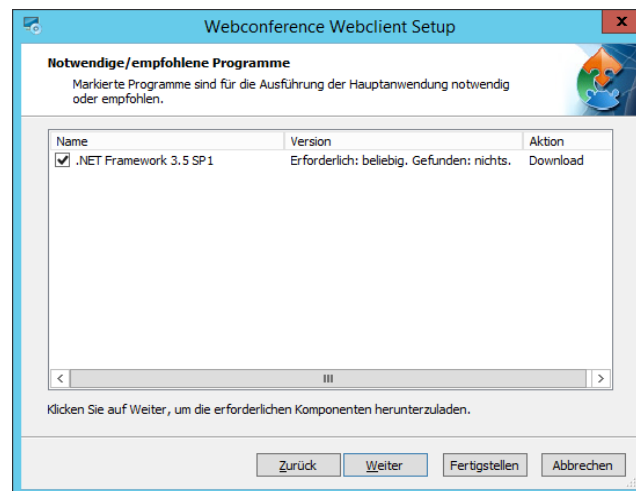 Webconference Webclient Setup
x
Notwendige/empfohlene Programme
Markierte Programme sind für die Ausführung der Hauptanwendung notwendig
oder empfohlen.
Name Version Aktion
.NET Framework 3.5 SP1 Erforderlich: beliebig. Gefunden: nichts. Download
Klicken Sie auf Weiter, um die erforderlichen Komponenten herunterzuladen.
Zurück Weiter Fertigstellen Abbrechen